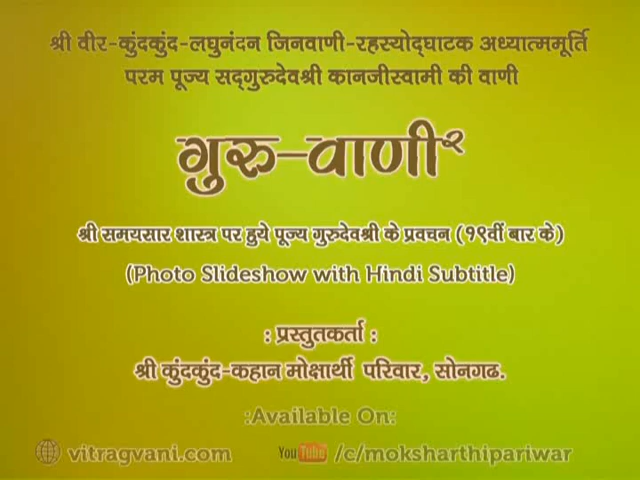 श्री वीर-कुंदकुंद-लघुनंदन जिनवाणी-रहस्योद्घाटक अध्यात्ममूर्ति
परम पूज्य सद्गुरुदेवश्री कानजीस्वामी की वाणी
गुरु-वाणी२
श्री समयसार शास्त्र पर हुये पूज्य गुरुदेवश्री के प्रवचन (१९वीं बार के)
(Photo Slideshow with Hindi Subtitle)
: प्रस्तुतकर्ता :
श्री कुंदकुंद-कहान मोक्षार्थी परिवार, सोनगढ.
:Available On:
vitragvani.com YouTube /c/moksharthipariwar